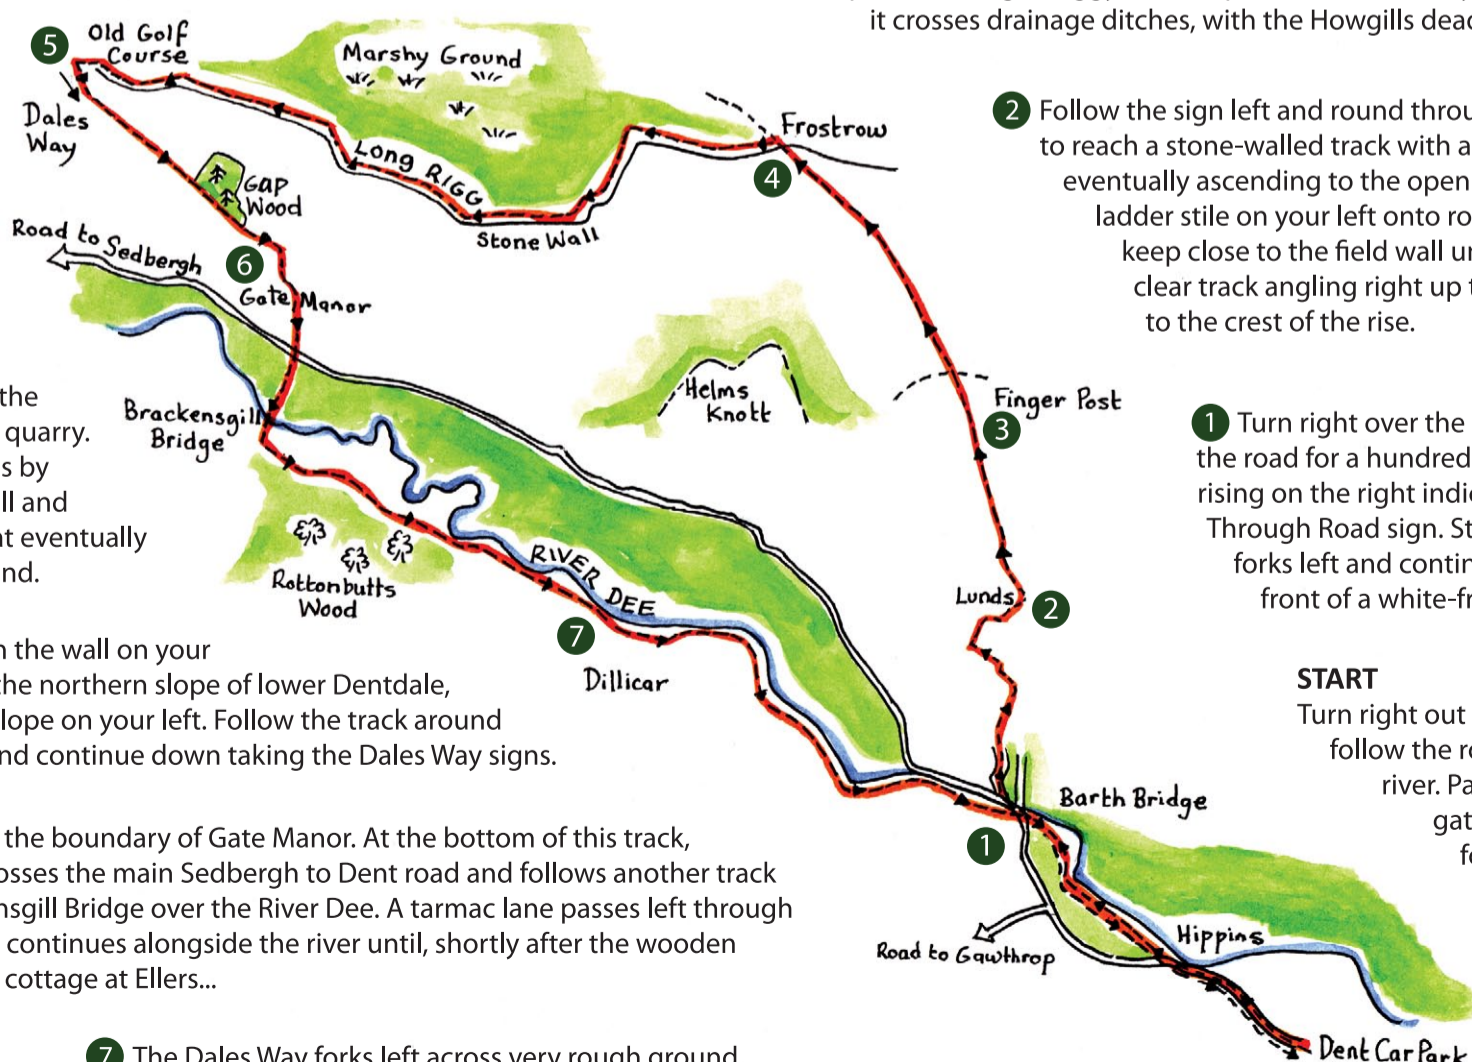 it crosses drainage ditches, with the Howgills dead
5
Old Golf
Course
Marshy Ground
Dales
Way
Frostrow
4
Long Rigg
Gap
Wood
Stone Wall
Road to Sedbergh
6
Gate Manor
2 Follow the sign left and round throu
to reach a stone-walled track with a
eventually ascending to the open
ladder stile on your left onto ro
keep close to the field wall un
clear track angling right up t
to the crest of the rise.
Helms
Knott
Finger Post
3
Brackensgill
Bridge
the
quarry.
s by
ll and
nt eventually
nd.
1 Turn right over the
the road for a hundred
rising on the right indic
Through Road sign. St
forks left and contin
front of a white-fr
Rottonbutts
Wood
RIVER DEE
Lunds
2
7
Dillicar
n the wall on your
the northern slope of lower Dentdale,
slope on your left. Follow the track around
nd continue down taking the Dales Way signs.
START
Turn right out
follow the ro
river. Pa
gat
fo
Barth Bridge
1
the boundary of Gate Manor. At the bottom of this track,
osses the main Sedbergh to Dent road and follows another track
nsgill Bridge over the River Dee. A tarmac lane passes left through
continues alongside the river until, shortly after the wooden
cottage at Ellers...
Road to Gawthrop
Hippins
Dent Car Park
7 The Dales Way forks left across very rough ground